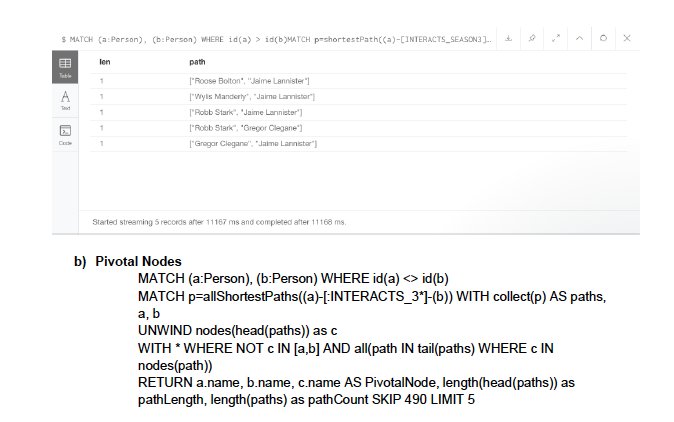 $ MATCH (a:Person), (b:Person) WHERE id(a) > id(b)MATCH p=shortestPath((a)-[INTERACTS_SEASON3]…
Table
Text
Code
len path
1 ["Roose Bolton", "Jaime Lannister"]
1 ["Wylis Manderly", "Jaime Lannister"]
1 ["Robb Stark", "Jaime Lannister"]
1 ["Robb Stark", "Gregor Clegane"]
1 ["Gregor Clegane", "Jaime Lannister"]
Started streaming 5 records after 11167 ms and completed after 11168 ms.
b) Pivotal Nodes
MATCH (a:Person), (b:Person) WHERE id(a) <> id(b)
MATCH p=allShortestPaths((a)-[:INTERACTS_3*]-(b)) WITH collect(p) AS paths,
a, b
UNWIND nodes(head(paths)) as c
WITH * WHERE NOT c IN [a,b] AND all(path IN tail(paths) WHERE c IN
nodes(path))
RETURN a.name, b.name, c.name AS PivotalNode, length(head(paths)) as
pathLength, length(paths) as pathCount SKIP 490 LIMIT 5